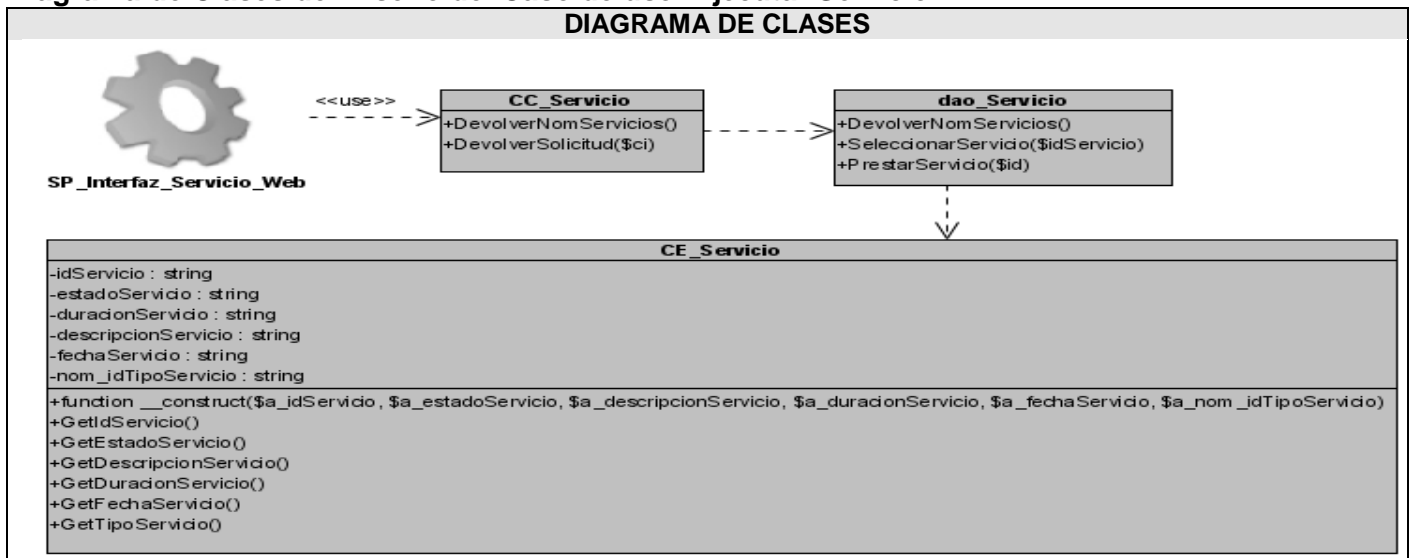 DIAGRAMA DE CLASES
<<use>>
SP_Interfaz_Servicio_Web
CC_Servicio
+DevolverNomServicios()
+DevolverSolicitud($ci)
dao_Servicio
+DevolverNomServicios()
+SeleccionarServicio($idServicio)
+PrestarServicio($id)
CE_Servicio
-idServicio : string
-estadoServicio : string
-duracionServicio : string
-descripcionServicio : string
-fechaServicio : string
-nom_idTipoServicio : string
+function __construct($a_idServicio, $a_estadoServicio, $a_descripcionServicio, $a_duracionServicio, $a_fechaServicio, $a_nom_idTipoServicio)
+GetIdServicio()
+GetEstadoServicio()
+GetDescripcionServicio()
+GetDuracionServicio()
+GetFechaServicio()
+GetTipoServicio()